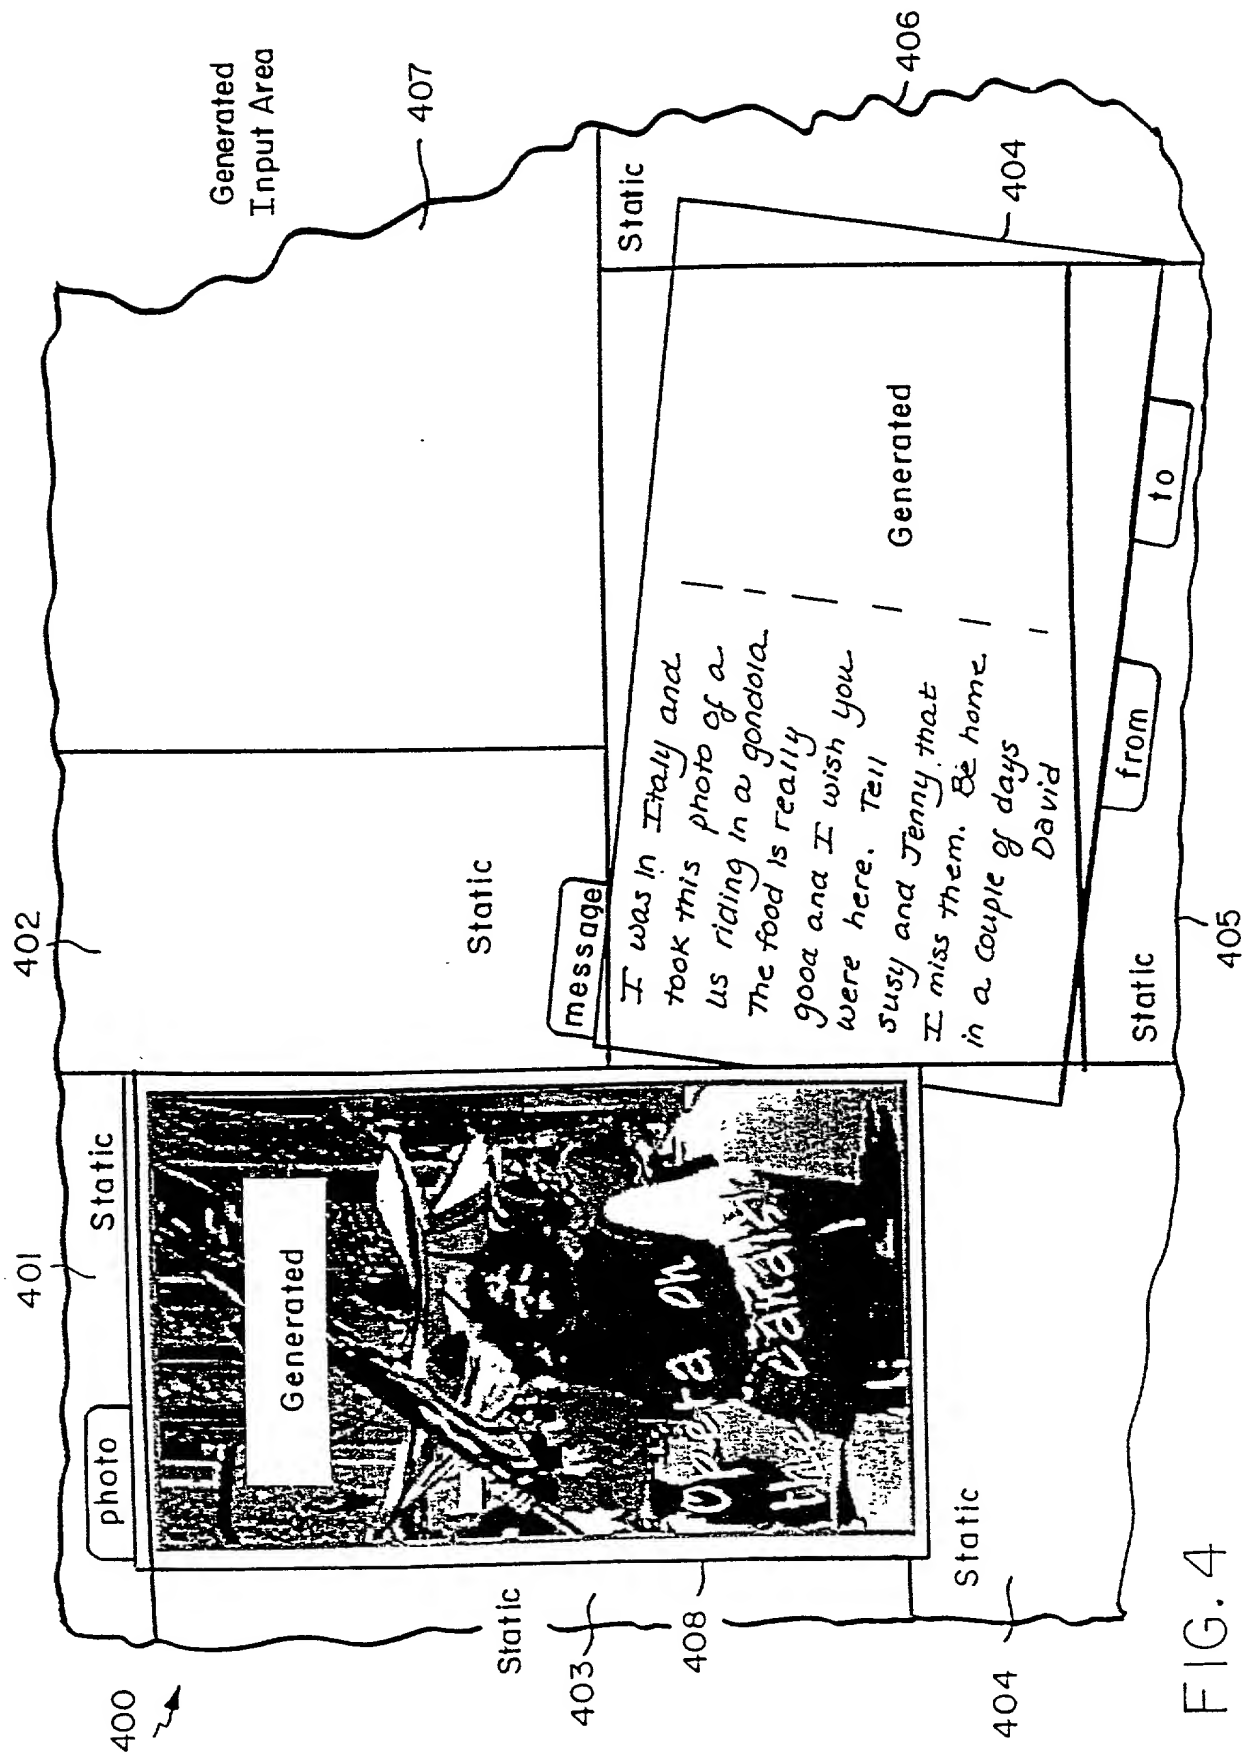 400
401
402
photo
Static
Generated
Input Area
407
Generated
Static
message
Static
I was in Italy and
took this photo of a
us riding in a gondola
The food is really
good and I wish you
were here. Tell
susy and Jenny that
I miss them. Be home
in a couple of days
David
Generated
406
404
Static
403
408
Static
404
Static
from
to
405
FIG. 4